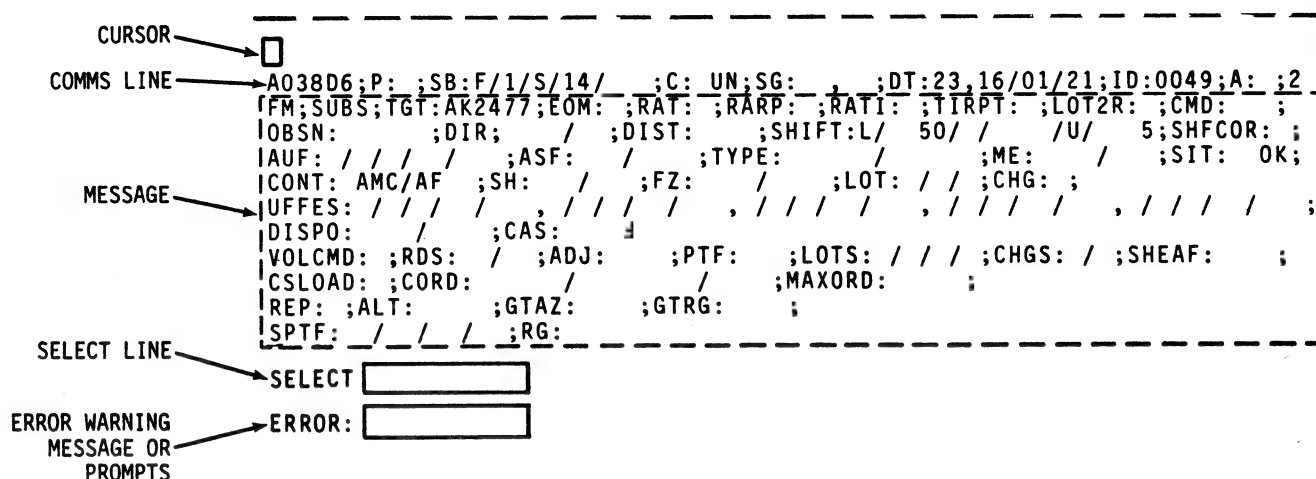 CURSOR
COMMS LINE
A038D6;P: _;SB:F/1/S/14/__ ;C: UN;SG: _, _;DT:23,16/01/21;ID:0049;A: _;2
FM;SUBS;TGT:AK2477;EOM: ;RAT: ;RARP: ;RATI: ;TIRPT: ;LOT2R: ;CMD: ;
OBSN: ;DIR; / ;DIST: ;SHIFT:L/ 50/ / /U/ 5;SHFCOR: ;
AUF: / / / / ;ASF: / ;TYPE: / ;ME: / ;SIT: OK;
MESSAGE
CONT: AMC/AF ;SH: / ;FZ: / ;LOT: / / ;CHG: ;
UFFES: / / / / , / / / / , / / / / , / / / / , / / / / ;
DISPO: / ;CAS:
VOLCMD: ;RDS: / ;ADJ: ;PTF: ;LOTS: / / / ;CHGS: / ;SHEAF: ;
CSLOAD: ;CORD: / / ;MAXORD: ;
REP: ;ALT: ;GTAZ: ;GTRG: ;
SPTF: / / / ;RG:
SELECT LINE
SELECT
ERROR WARNING
MESSAGE OR
PROMPTS
ERROR: